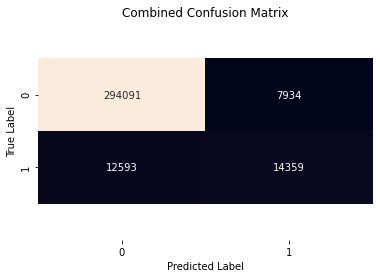 Combined Confusion Matrix
True Label
0
294091 7934
1
12593 14359
0 1
Predicted Label